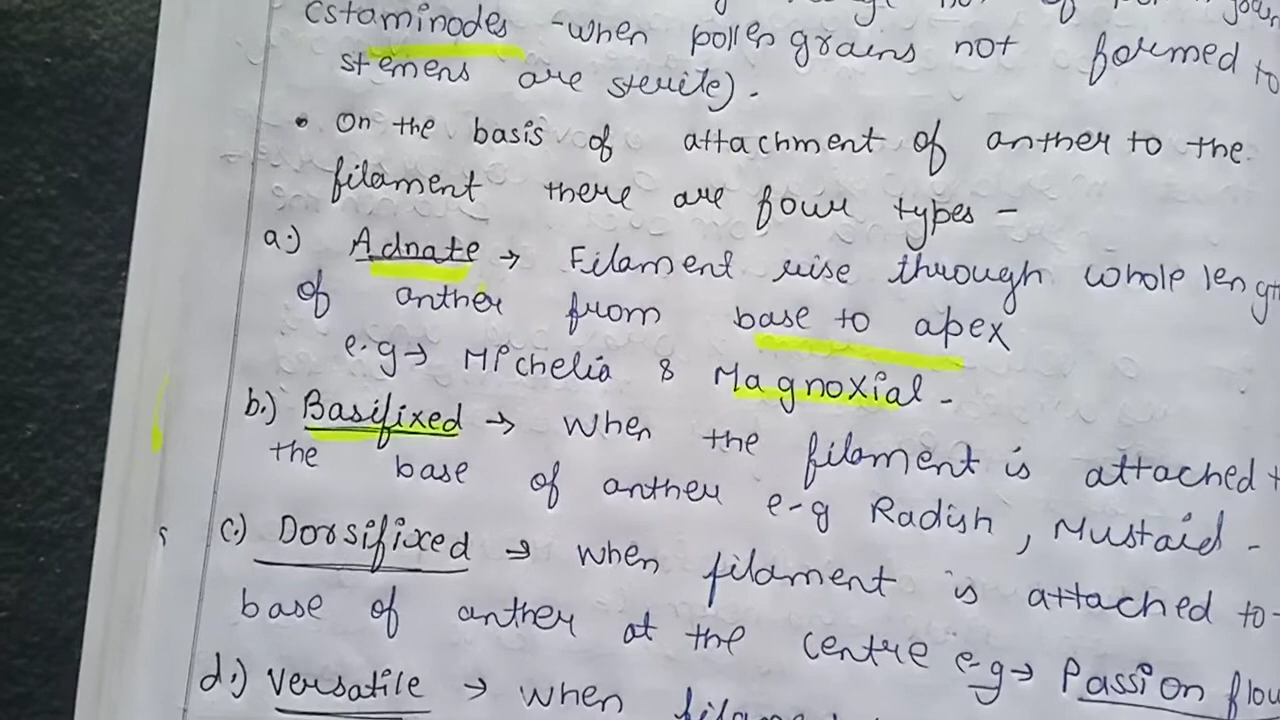 (staminodes - when pollen grains not formed to
stemens are sterile).
• On the basis of attachment of anther to the
filament there are four types -
a.) Adnate → Filament rise through whole lengt
of anther from base to apex
e.g → Michelia & Magnoxial -
b.) Basifixed → When the filament is attached t
the base of anther e-g Radish, Mustard -
c.) Dorsifixed → When filament is attached to-
base of anther at the centre e-g → Passion flow
d.) Versatile → When filame